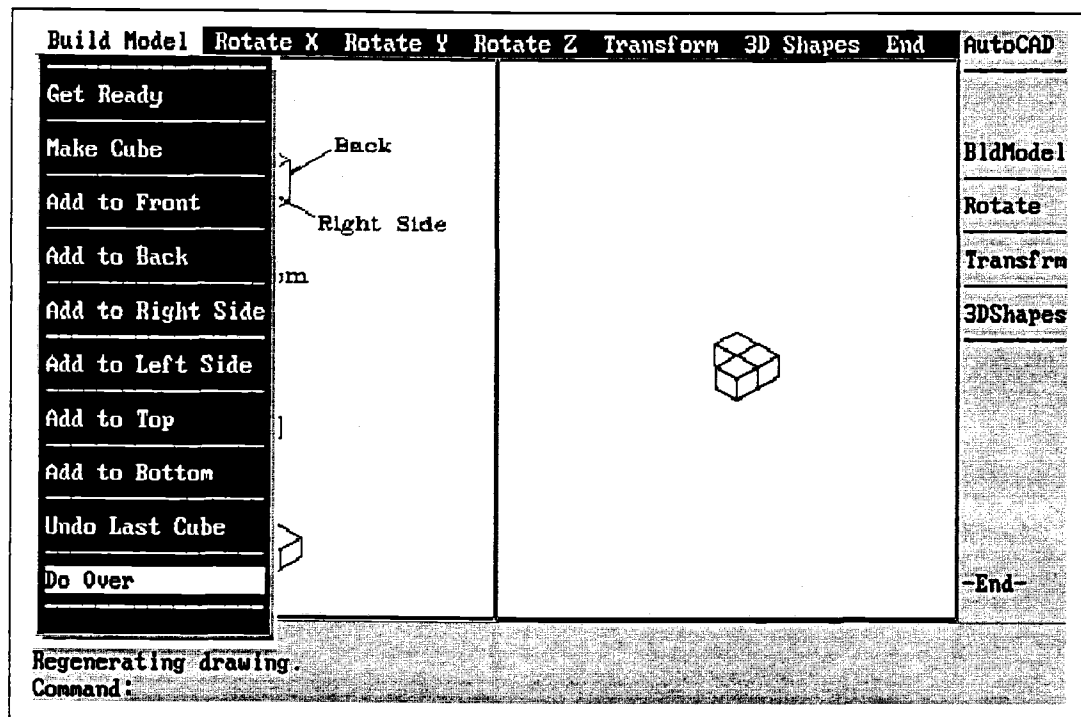 Build Model Rotate X Rotate Y Rotate Z Transform 3D Shapes End AutoCAD
Get Ready
Make Cube
Add to Front
Add to Back
Add to Right Side
Add to Left Side
Add to Top
Add to Bottom
Undo Last Cube
Do Over
Back
Right Side
BldModel
Rotate
Transfrm
3DShapes
-End-
Regenerating drawing.
Command: